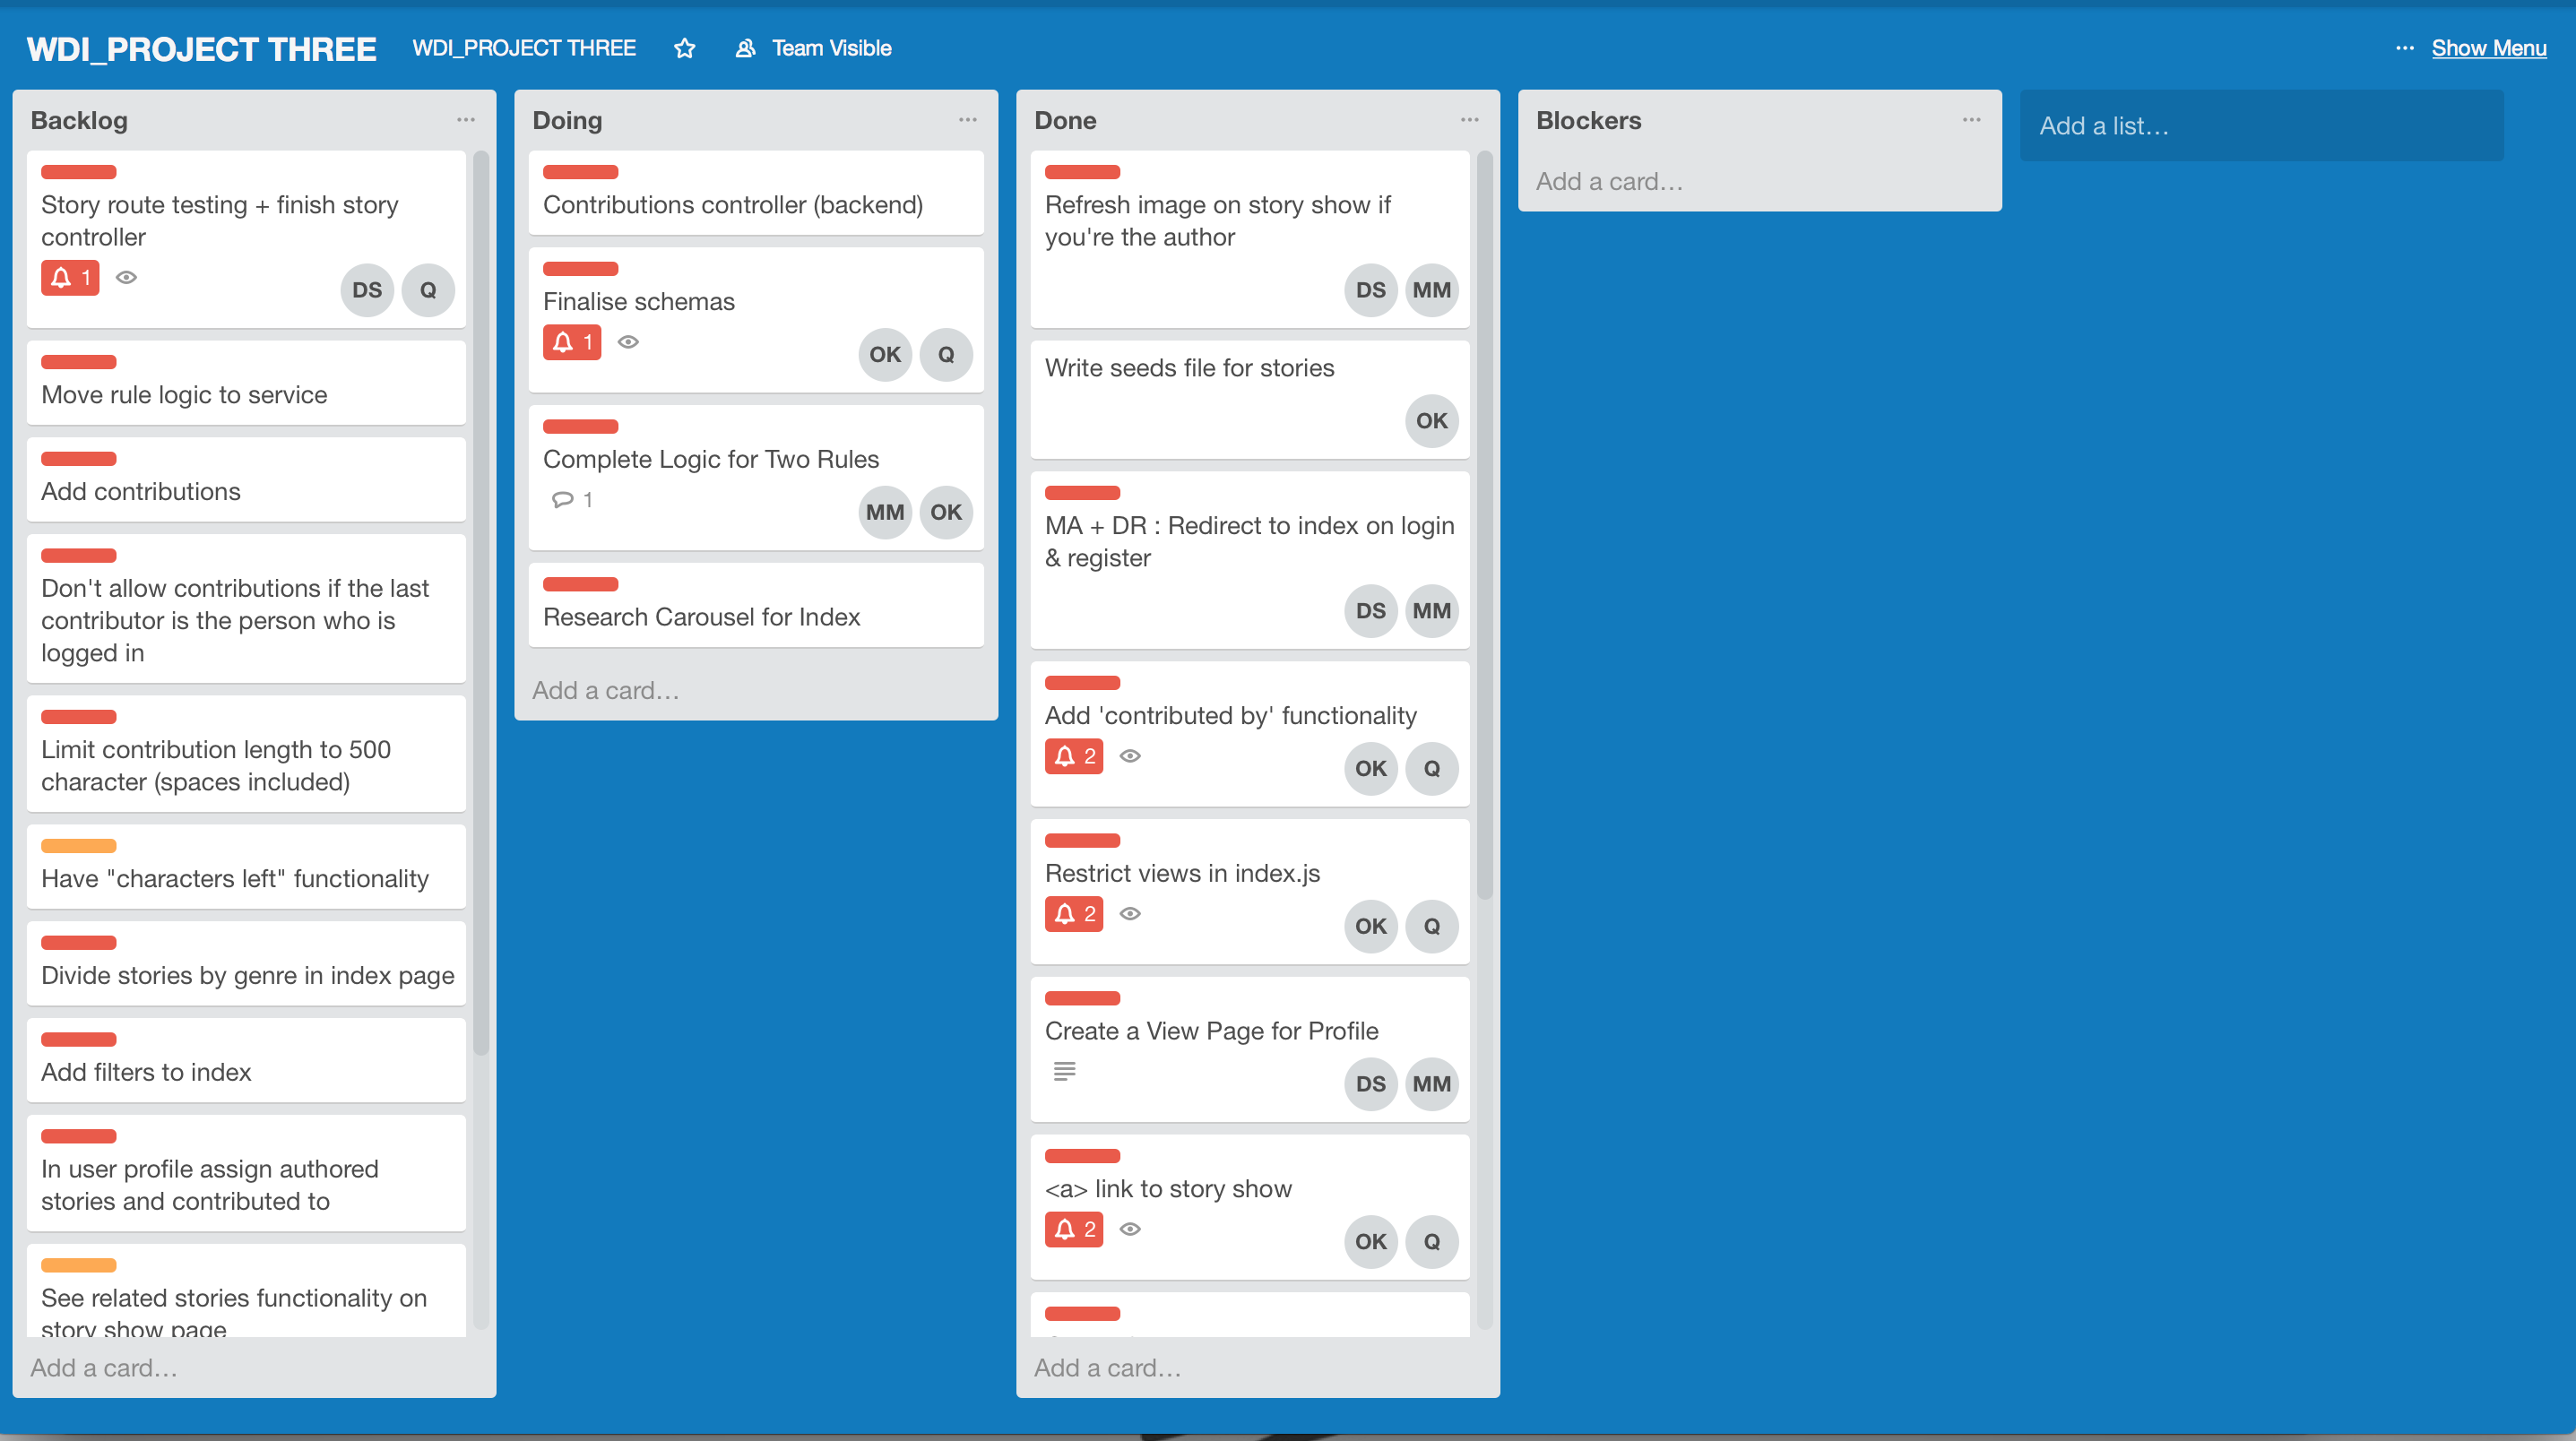 WDI_PROJECT THREE
WDI_PROJECT THREE
Team Visible
Show Menu
Backlog
Story route testing + finish story
controller
1
DS
Q
Move rule logic to service
Add contributions
Don't allow contributions if the last
contributor is the person who is
logged in
Limit contribution length to 500
character (spaces included)
Have "characters left" functionality
Divide stories by genre in index page
Add filters to index
In user profile assign authored
stories and contributed to
See related stories functionality on
story show page
Add a card…
Doing
Contributions controller (backend)
Finalise schemas
1
OK
Q
Complete Logic for Two Rules
1
MM
OK
Research Carousel for Index
Add a card…
Done
Refresh image on story show if
you're the author
DS
MM
Write seeds file for stories
OK
MA + DR : Redirect to index on login
& register
DS
MM
Add 'contributed by' functionality
2
OK
Q
Restrict views in index.js
2
OK
Q
Create a View Page for Profile
DS
MM
<a> link to story show
2
OK
Q
Add a card…
Blockers
Add a card…
Add a list…